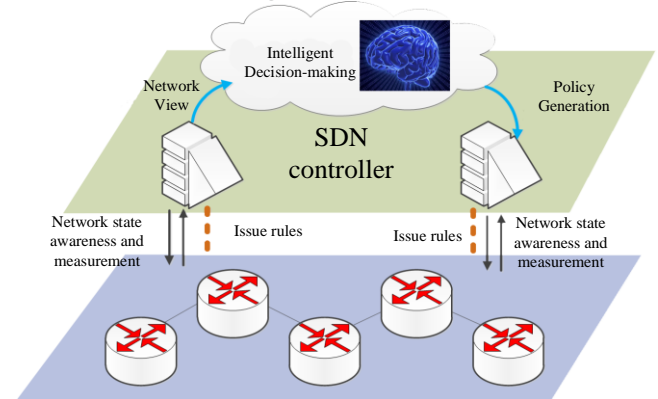 Intelligent
Decision-making
Network
View
Policy
Generation
SDN
controller
Network state
awareness and
measurement
Issue rules
Issue rules
Network state
awareness and
measurement